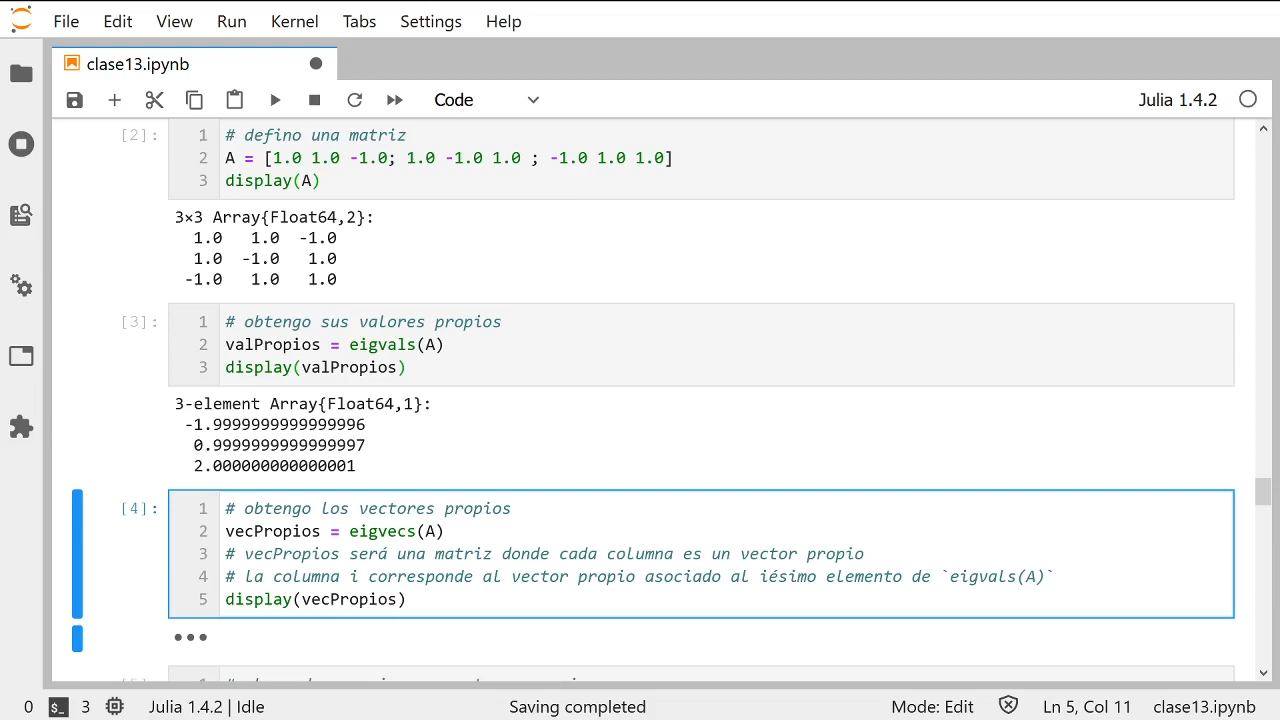 File Edit View Run Kernel Tabs Settings Help
clase13.ipynb
Code Julia 1.4.2
[2]: 1 # defino una matriz
2 A = [1.0 1.0 -1.0; 1.0 -1.0 1.0 ; -1.0 1.0 1.0]
3 display(A)
3×3 Array{Float64,2}:
1.0 1.0 -1.0
1.0 -1.0 1.0
-1.0 1.0 1.0
[3]: 1 # obtengo sus valores propios
2 valPropios = eigvals(A)
3 display(valPropios)
3-element Array{Float64,1}:
-1.9999999999999996
0.9999999999999997
2.000000000000001
[4]: 1 # obtengo los vectores propios
2 vecPropios = eigvecs(A)
3 # vecPropios será una matriz donde cada columna es un vector propio
4 # la columna i corresponde al vector propio asociado al iésimo elemento de `eigvals(A)`
5 display(vecPropios)
•••
0 $_ 3 Julia 1.4.2 | Idle Saving completed Mode: Edit Ln 5, Col 11 clase13.ipynb